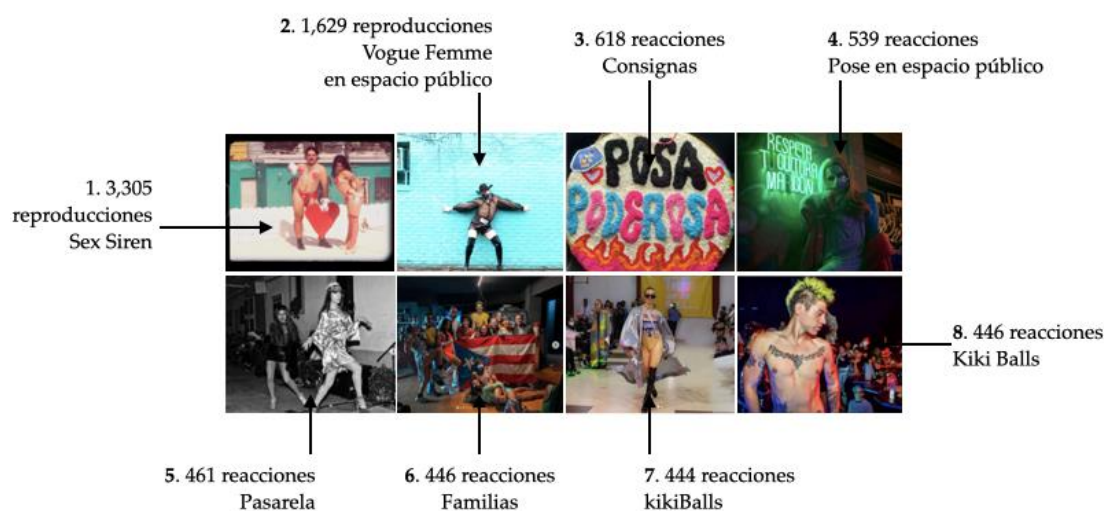 2. 1,629 reproducciones
Vogue Femme
en espacio público
3. 618 reacciones
Consignas
4. 539 reacciones
Pose en espacio público
1. 3,305
reproducciones
Sex Siren
POSA
PODEROSA
RESPETA
TU CULTURA
MARICÓN
8. 446 reacciones
Kiki Balls
5. 461 reacciones
Pasarela
6. 446 reacciones
Familias
7. 444 reacciones
kikiBalls